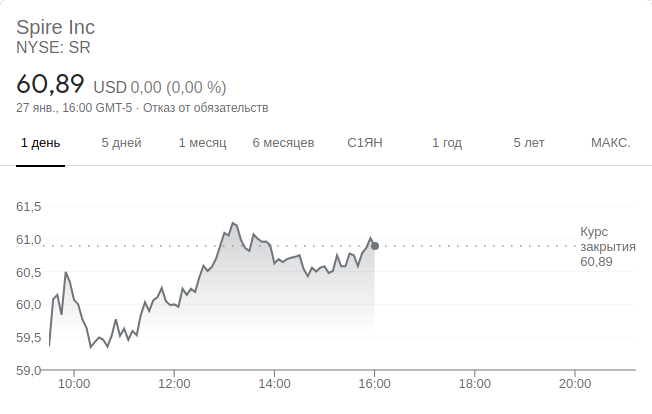 Spire Inc
NYSE: SR
60,89 USD 0,00 (0,00 %)
27 янв., 16:00 GMT-5 · Отказ от обязательств
1 день 5 дней 1 месяц 6 месяцев С1ЯН 1 год 5 лет МАКС.
61,5
61,0
60,5
60,0
59,5
59,0
Курс
закрытия
60,89
10:00 12:00 14:00 16:00 18:00 20:00